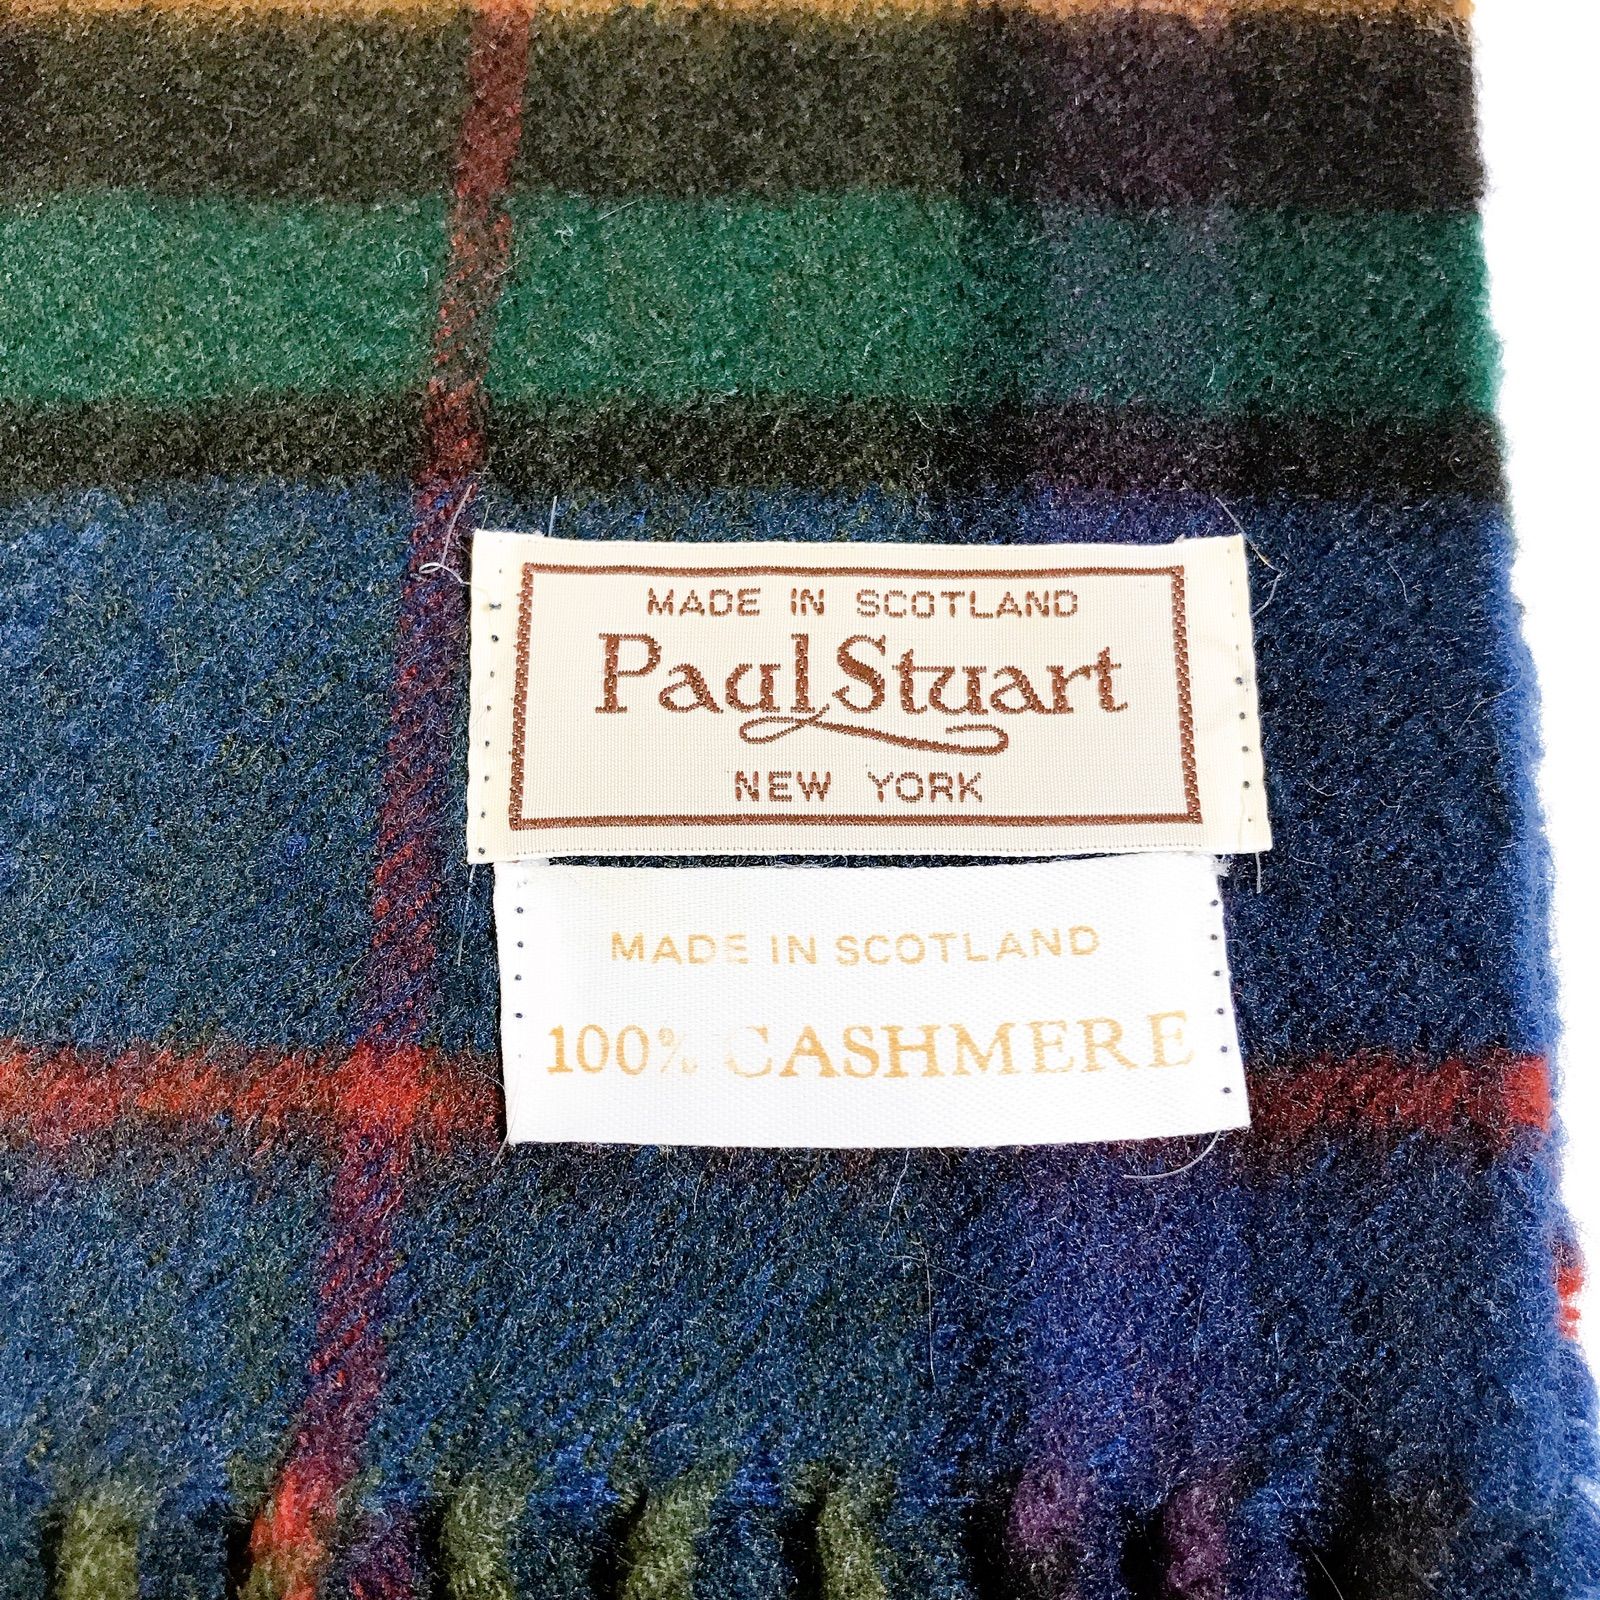 MADE IN SCOTLAND
Paul Stuart
NEW YORK
MADE IN SCOTLAND
100% CASHMERE